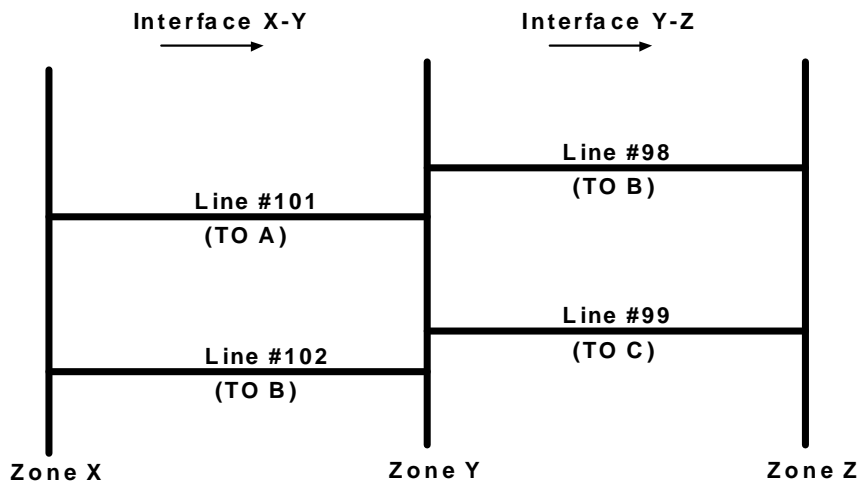 Interface X-Y
Interface Y-Z
Line #98
(TO B)
Line #101
(TO A)
Line #99
(TO C)
Line #102
(TO B)
Zone X
Zone Y
Zone Z